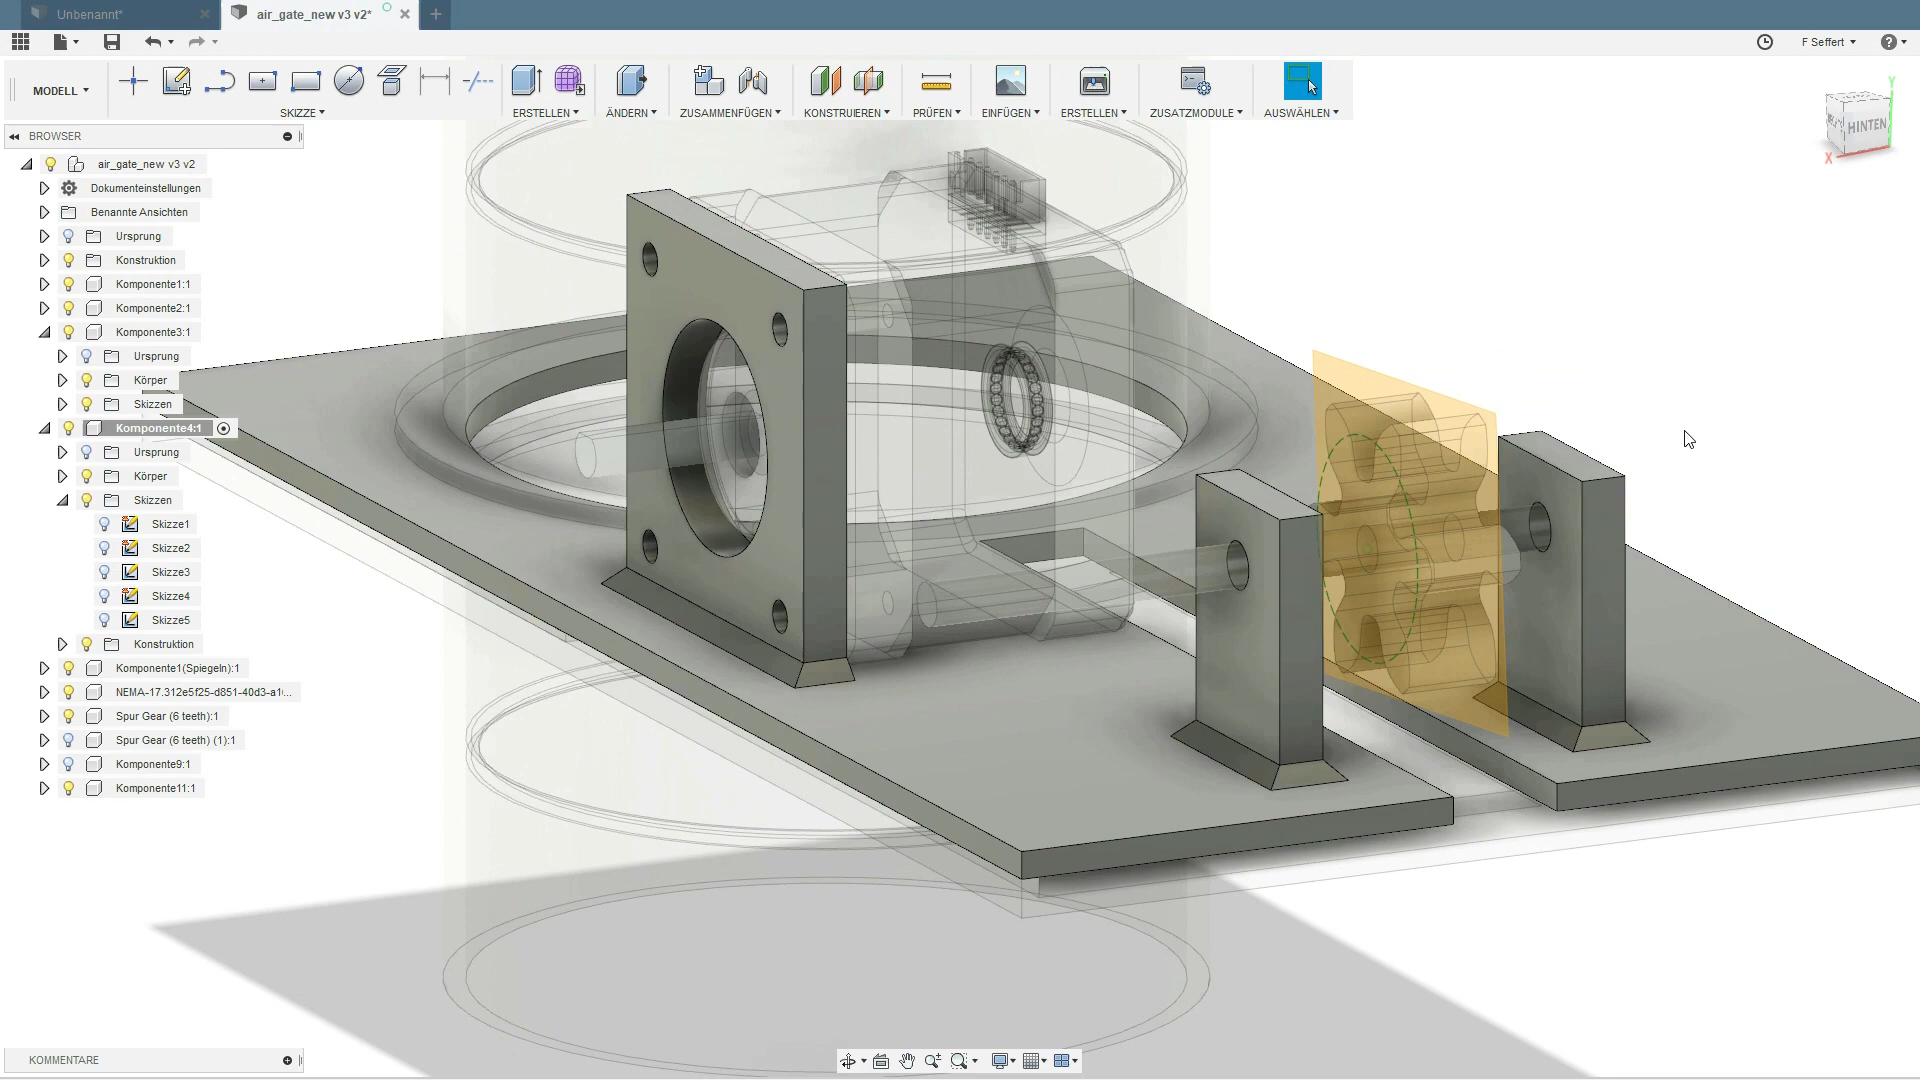 Unbenannt*
air_gate_new v3 v2*
F Seffert
MODELL
SKIZZE
ERSTELLEN
ÄNDERN
ZUSAMMENFÜGEN
KONSTRUIEREN
PRÜFEN
EINFÜGEN
ERSTELLEN
ZUSATZMODULE
AUSWÄHLEN
BROWSER
air_gate_new v3 v2
Dokumenteinstellungen
Benannte Ansichten
Ursprung
Konstruktion
Komponente1:1
Komponente2:1
Komponente3:1
Ursprung
Körper
Skizzen
Komponente4:1
Ursprung
Körper
Skizzen
Skizze1
Skizze2
Skizze3
Skizze4
Skizze5
Konstruktion
Komponente1(Spiegeln):1
NEMA-17.312e5f25-d851-40d3-a1...
Spur Gear (6 teeth):1
Spur Gear (6 teeth) (1):1
Komponente9:1
Komponente11:1
KOMMENTARE
Y
HINTEN
X